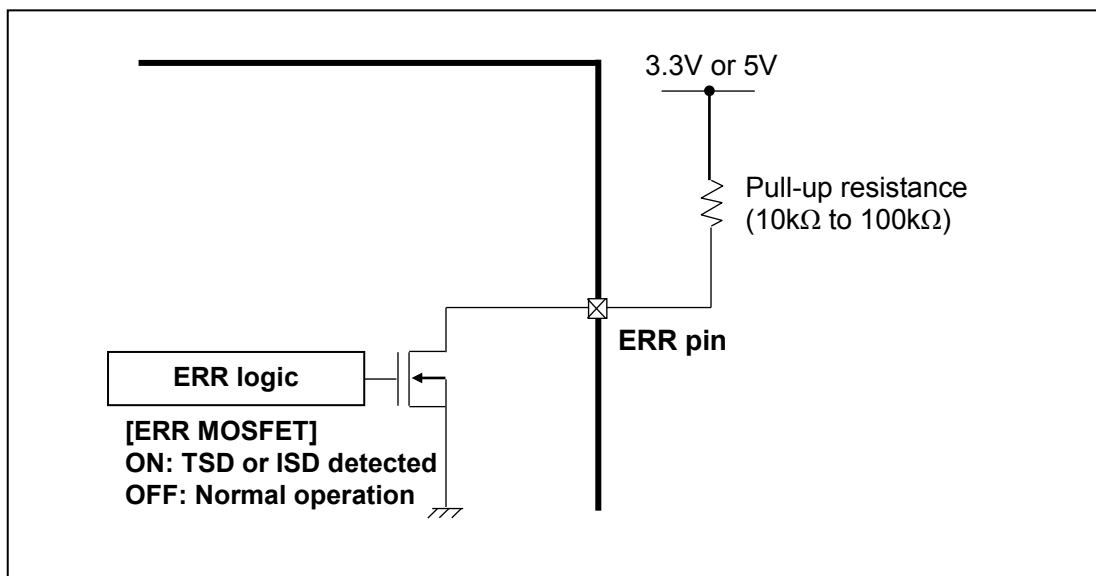 3.3V or 5V
Pull-up resistance
(10kΩ to 100kΩ)
ERR pin
ERR logic
[ERR MOSFET]
ON: TSD or ISD detected
OFF: Normal operation